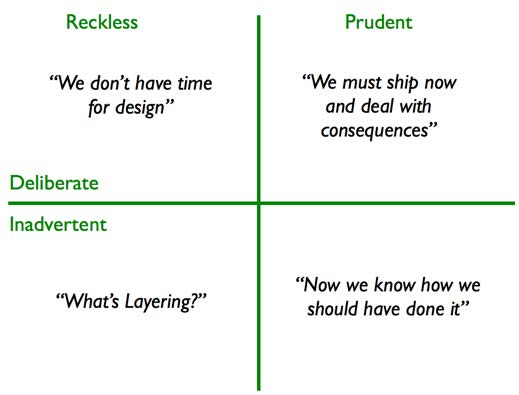 Reckless
Prudent
“We don’t have time
for design”
“We must ship now
and deal with
consequences”
Deliberate
Inadvertent
“What’s Layering?”
“Now we know how we
should have done it”